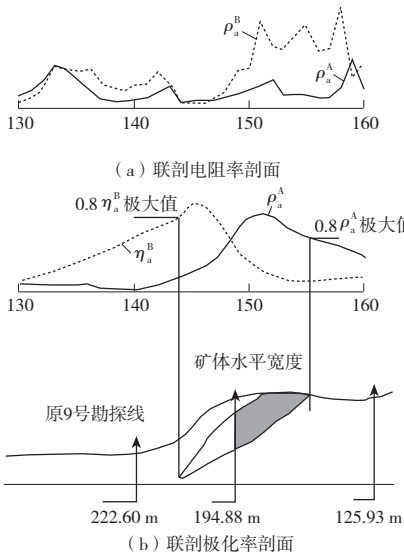 ρₐᴮ
ρₐᴬ
130 140 150 160
(a)联剖电阻率剖面
0.8 ηₐᴮ 极大值
ρₐᴬ
0.8 ρₐᴬ 极大值
ηₐᴮ
130 140 150 160
矿体水平宽度
原9号勘探线
222.60 m 194.88 m 125.93 m
(b)联剖极化率剖面